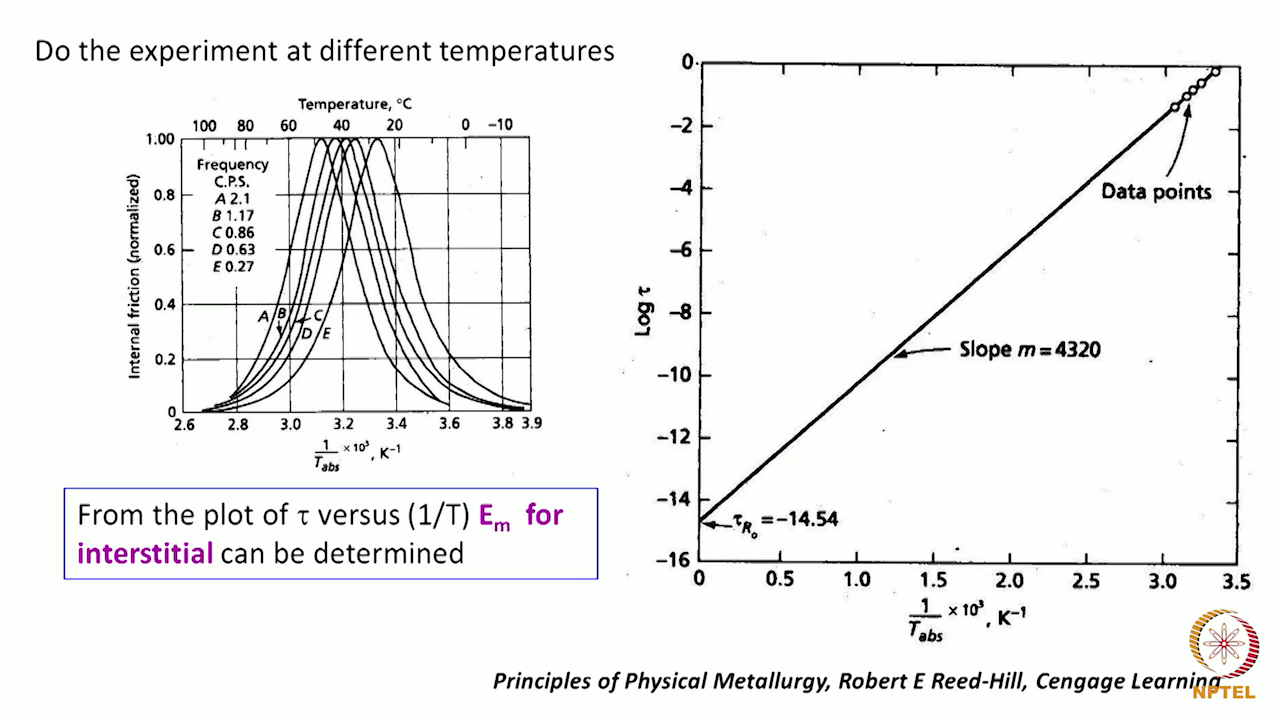 Do the experiment at different temperatures
Temperature, °C
100 80 60 40 20 0 −10
Internal friction (normalized)
1.00
0.8
0.6
0.4
0.2
0
Frequency
C.P.S.
A 2.1
B 1.17
C 0.86
D 0.63
E 0.27
A B C
D E
2.6 2.8 3.0 3.2 3.4 3.6 3.8 3.9
1/T_abs × 10³, K⁻¹
From the plot of τ versus (1/T) E_m for
interstitial can be determined
Log τ
0
−2
−4
−6
−8
−10
−12
−14
−16
Data points
Slope m = 4320
τ_R₀ = −14.54
0 0.5 1.0 1.5 2.0 2.5 3.0 3.5
1/T_abs × 10³, K⁻¹
Principles of Physical Metallurgy, Robert E Reed-Hill, Cengage Learning
NPTEL